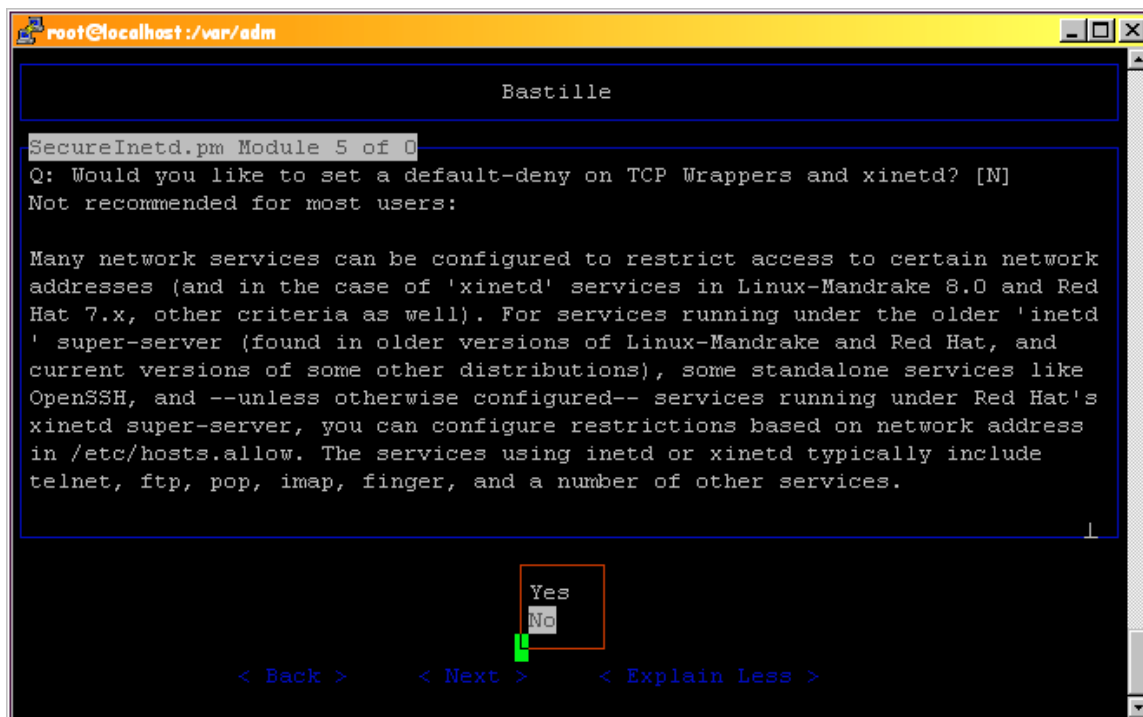 root@localhost:/var/adm
Bastille
SecureInetd.pm Module 5 of 0
Q: Would you like to set a default-deny on TCP Wrappers and xinetd? [N]
Not recommended for most users:
Many network services can be configured to restrict access to certain network
addresses (and in the case of 'xinetd' services in Linux-Mandrake 8.0 and Red
Hat 7.x, other criteria as well). For services running under the older 'inetd
' super-server (found in older versions of Linux-Mandrake and Red Hat, and
current versions of some other distributions), some standalone services like
OpenSSH, and --unless otherwise configured-- services running under Red Hat's
xinetd super-server, you can configure restrictions based on network address
in /etc/hosts.allow. The services using inetd or xinetd typically include
telnet, ftp, pop, imap, finger, and a number of other services.
Yes
No
< Back > < Next > < Explain Less >